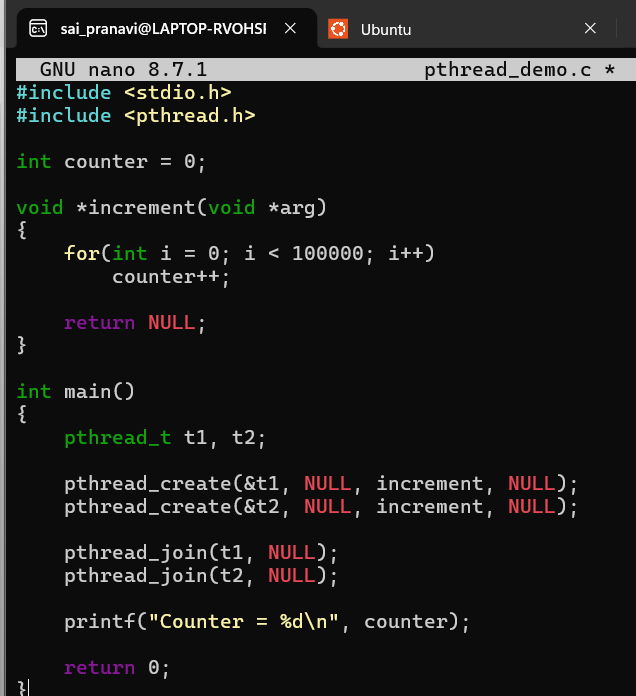 sai_pranavi@LAPTOP-RVOHSI
Ubuntu
GNU nano 8.7.1 pthread_demo.c *
#include <stdio.h>
#include <pthread.h>

int counter = 0;

void *increment(void *arg)
{
    for(int i = 0; i < 100000; i++)
        counter++;

    return NULL;
}

int main()
{
    pthread_t t1, t2;

    pthread_create(&t1, NULL, increment, NULL);
    pthread_create(&t2, NULL, increment, NULL);

    pthread_join(t1, NULL);
    pthread_join(t2, NULL);

    printf("Counter = %d\n", counter);

    return 0;
}